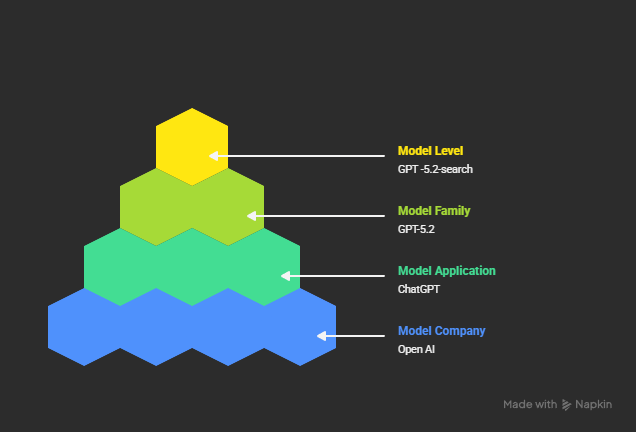 Model Level
GPT -5.2-search
Model Family
GPT-5.2
Model Application
ChatGPT
Model Company
Open AI
Made with Napkin